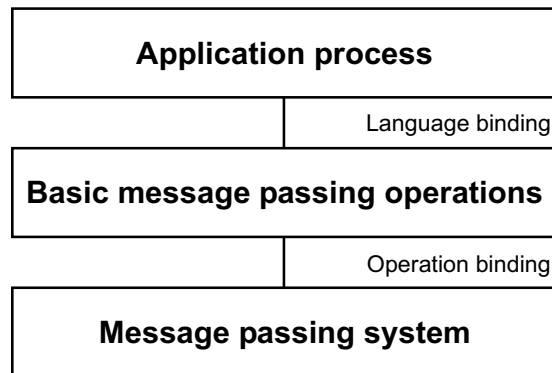 Application process
Language binding
Basic message passing operations
Operation binding
Message passing system